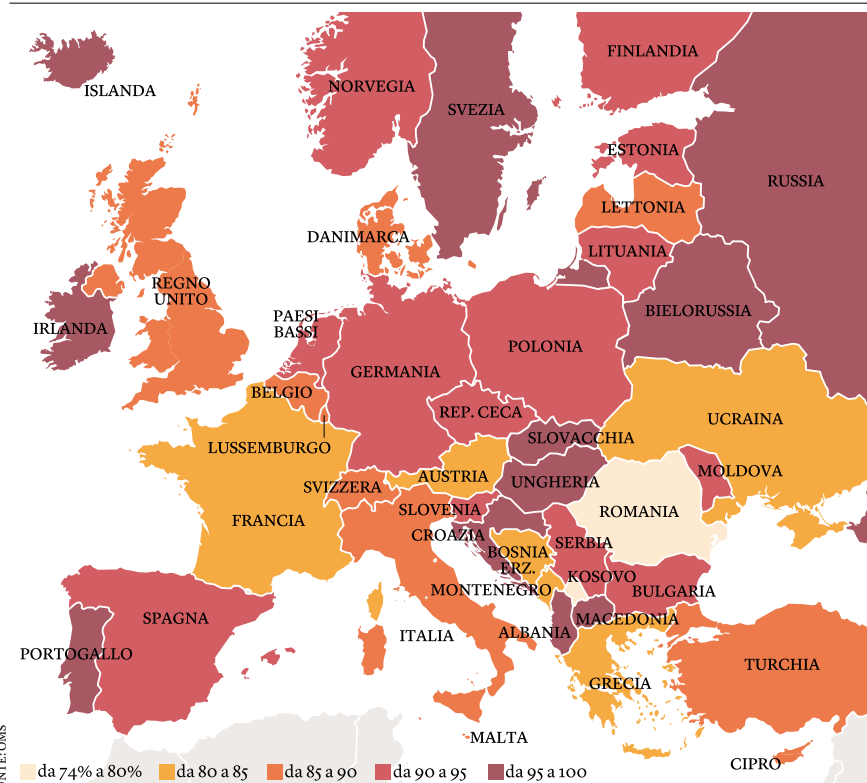 ISLANDA
NORVEGIA
FINLANDIA
SVEZIA
ESTONIA
RUSSIA
LETTONIA
DANIMARCA
LITUANIA
REGNO
UNITO
BIELORUSSIA
IRLANDA
PAESI
BASSI
POLONIA
GERMANIA
BELGIO
REP. CECA
UCRAINA
LUSSEMBURGO
SLOVACCHIA
MOLDOVA
AUSTRIA
UNGHERIA
SVIZZERA
FRANCIA
SLOVENIA
ROMANIA
CROAZIA
BOSNIA
ERZ.
SERBIA
KOSOVO
MONTENEGRO
BULGARIA
SPAGNA
MACEDONIA
ITALIA
ALBANIA
PORTOGALLO
TURCHIA
GRECIA
MALTA
CIPRO
NTE: OMS
da 74% a 80%
da 80 a 85
da 85 a 90
da 90 a 95
da 95 a 100